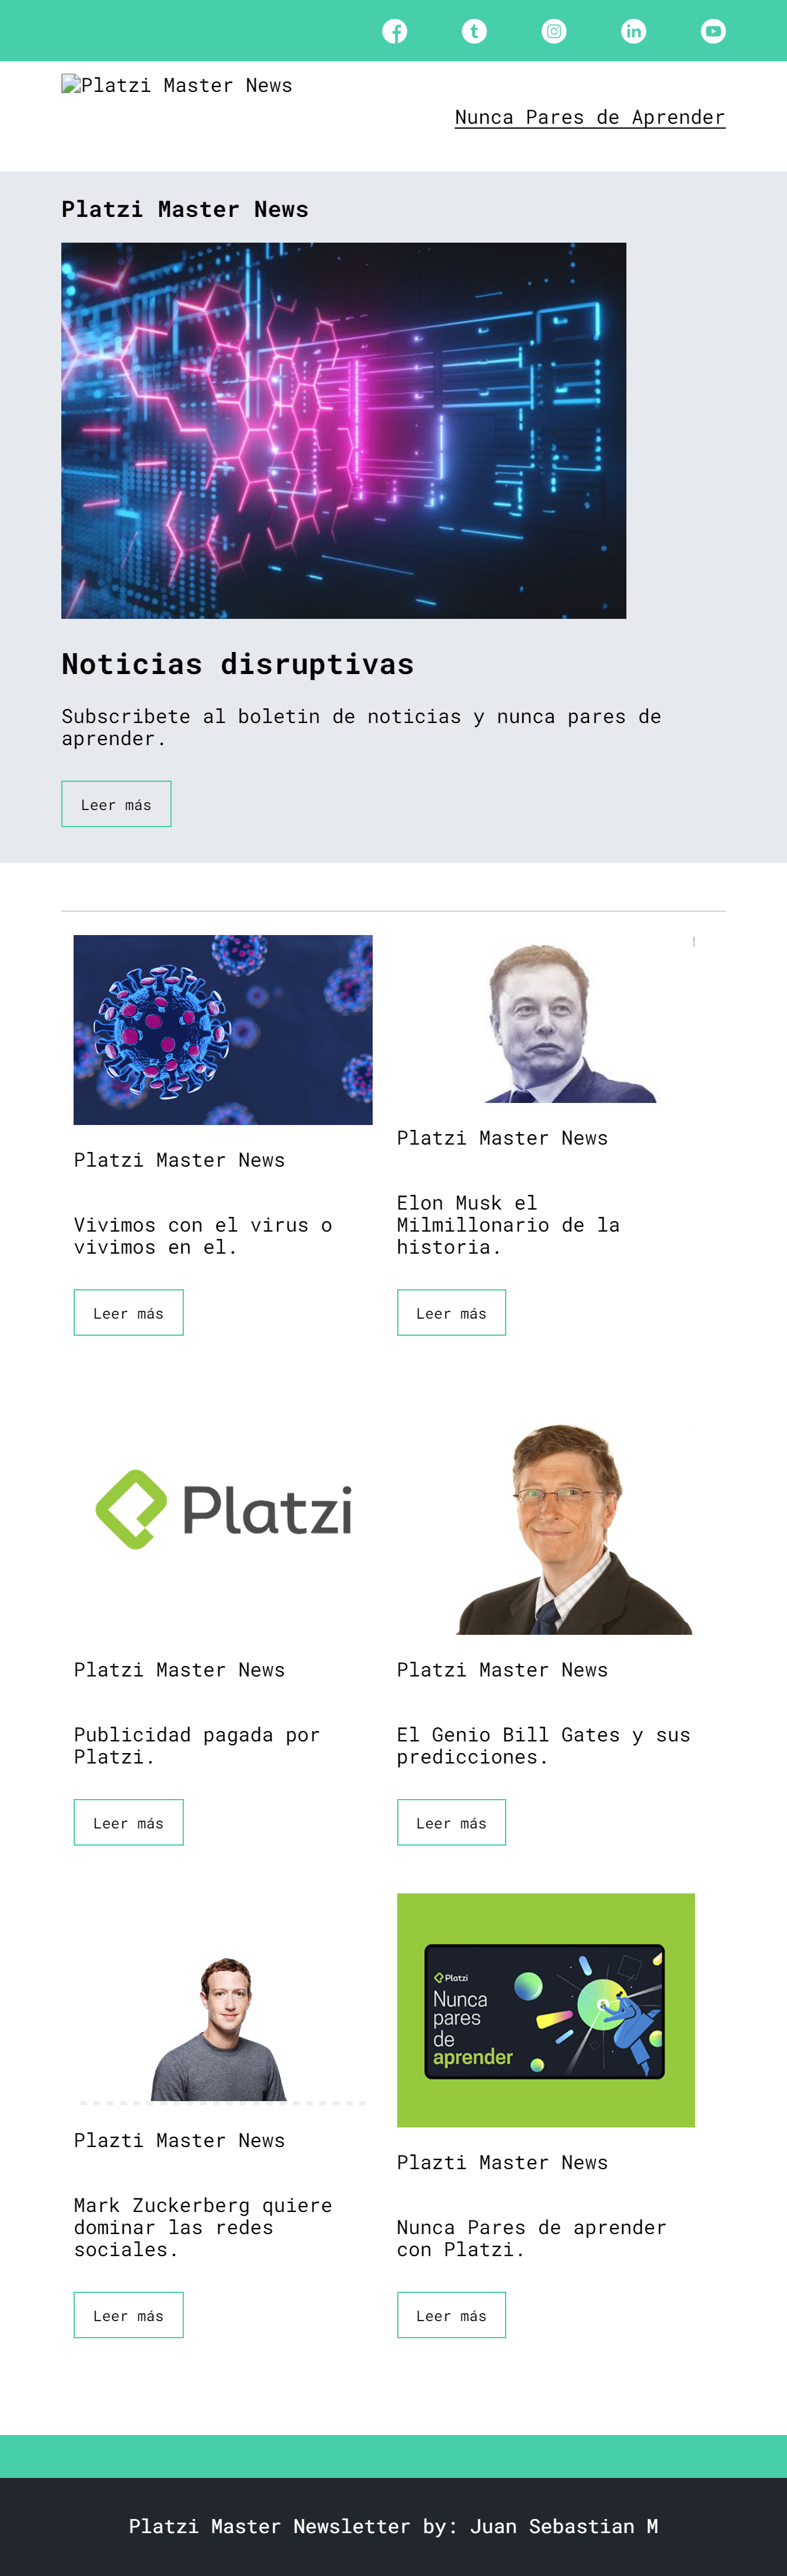 Platzi Master News
Nunca Pares de Aprender
Platzi Master News
Noticias disruptivas
Subscribete al boletin de noticias y nunca pares de
aprender.
Leer más
Platzi Master News
Vivimos con el virus o
vivimos en el.
Leer más
Platzi Master News
Elon Musk el
Milmillonario de la
historia.
Leer más
Platzi
Platzi Master News
Publicidad pagada por
Platzi.
Leer más
Platzi Master News
El Genio Bill Gates y sus
predicciones.
Leer más
Plazti Master News
Mark Zuckerberg quiere
dominar las redes
sociales.
Leer más
Platzi
Nunca
pares
de
aprender
Plazti Master News
Nunca Pares de aprender
con Platzi.
Leer más
Platzi Master Newsletter by: Juan Sebastian M